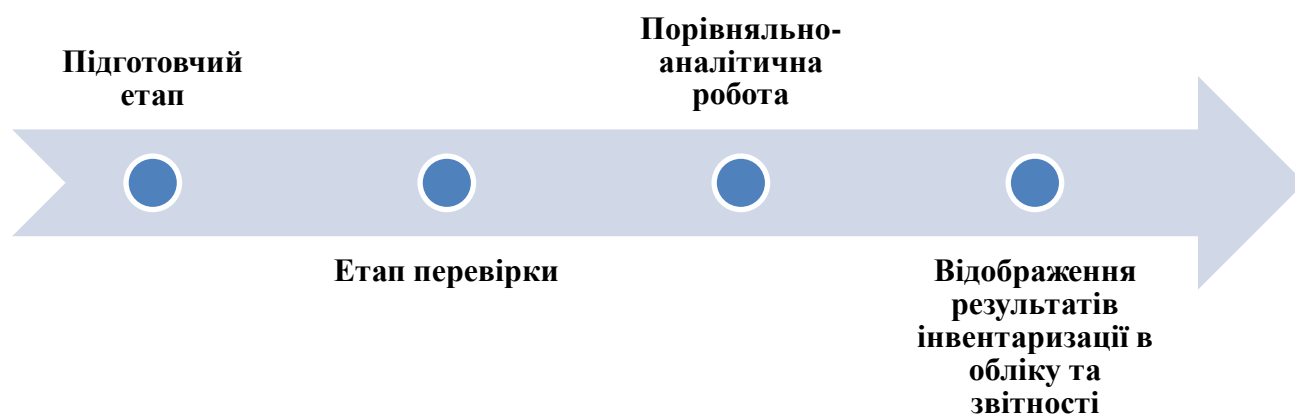 Підготовчий
етап
Етап перевірки
Порівняльно-
аналітична
робота
Відображення
результатів
інвентаризації в
обліку та
звітності